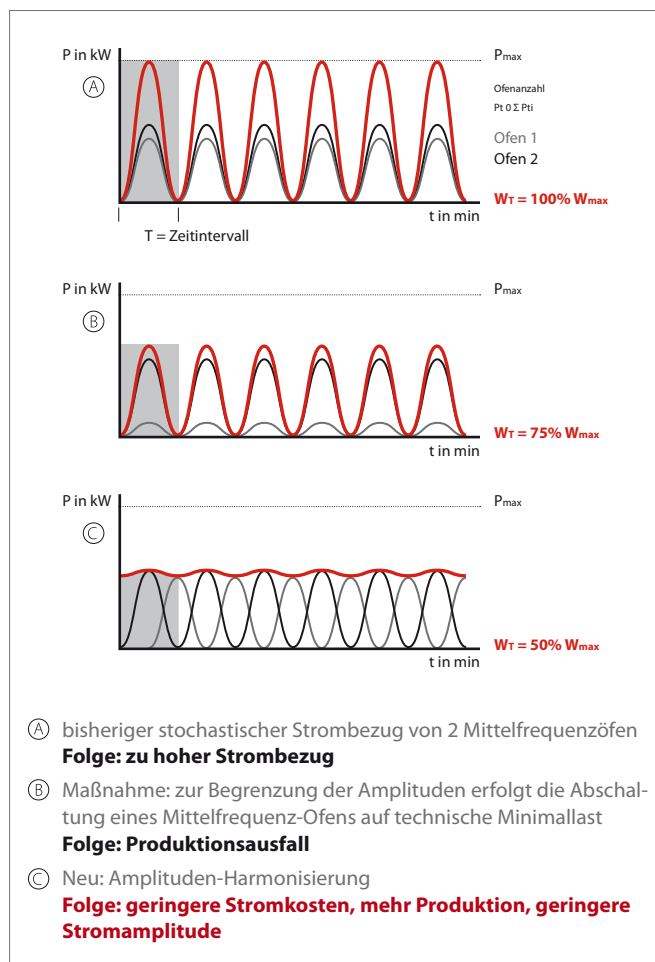 P in kW
Pmax
Ⓐ
Ofenanzahl
Pt 0 Σ Pti
Ofen 1
Ofen 2
WT = 100% Wmax
t in min
T = Zeitintervall
P in kW
Pmax
Ⓑ
WT = 75% Wmax
t in min
P in kW
Pmax
Ⓒ
WT = 50% Wmax
t in min
Ⓐ bisheriger stochastischer Strombezug von 2 Mittelfrequenzöfen
Folge: zu hoher Strombezug
Ⓑ Maßnahme: zur Begrenzung der Amplituden erfolgt die Abschal-
tung eines Mittelfrequenz-Ofens auf technische Minimallast
Folge: Produktionsausfall
Ⓒ Neu: Amplituden-Harmonisierung
Folge: geringere Stromkosten, mehr Produktion, geringere
Stromamplitude